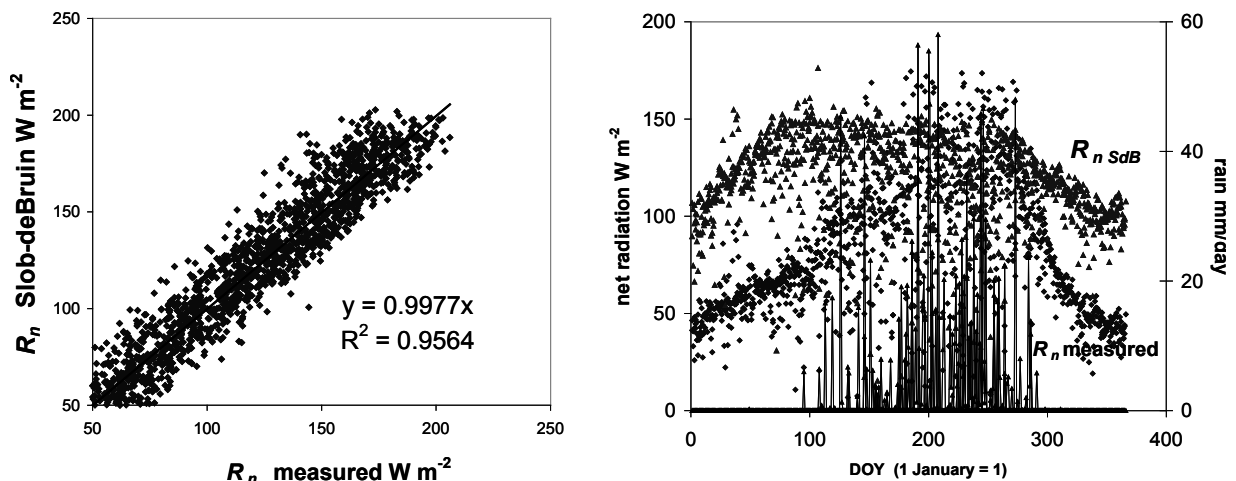 250
200
150
100
50
50
100
150
200
250
R n Slob-deBruin W m-2
R n measured W m-2
y = 0.9977x
R2 = 0.9564
200
150
100
50
0
0
100
200
300
400
60
40
20
0
net radiation W m-2
rain mm/day
R n SdB
R n measured
DOY (1 January = 1)